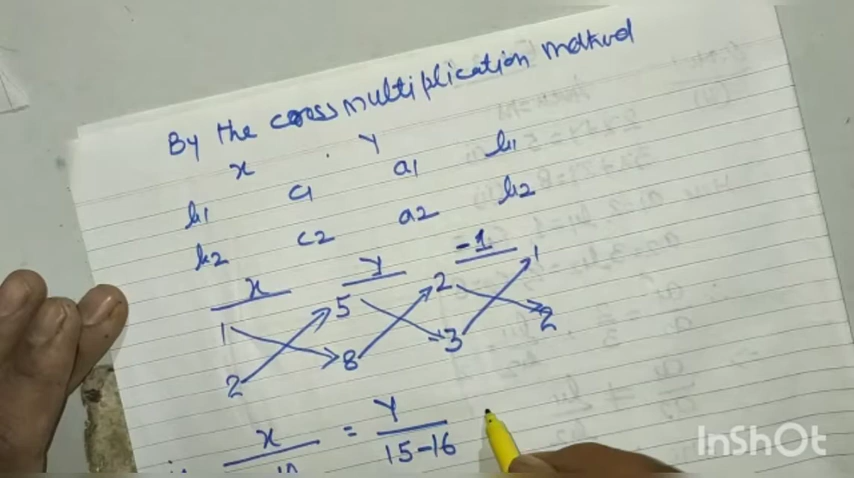 By the cross multiplication method
x Y
b1 c1 a1 b1
b2 c2 a2 b2
x y -1
1 5 2 1
2 8 3 2
x = Y
15-16
InShOt